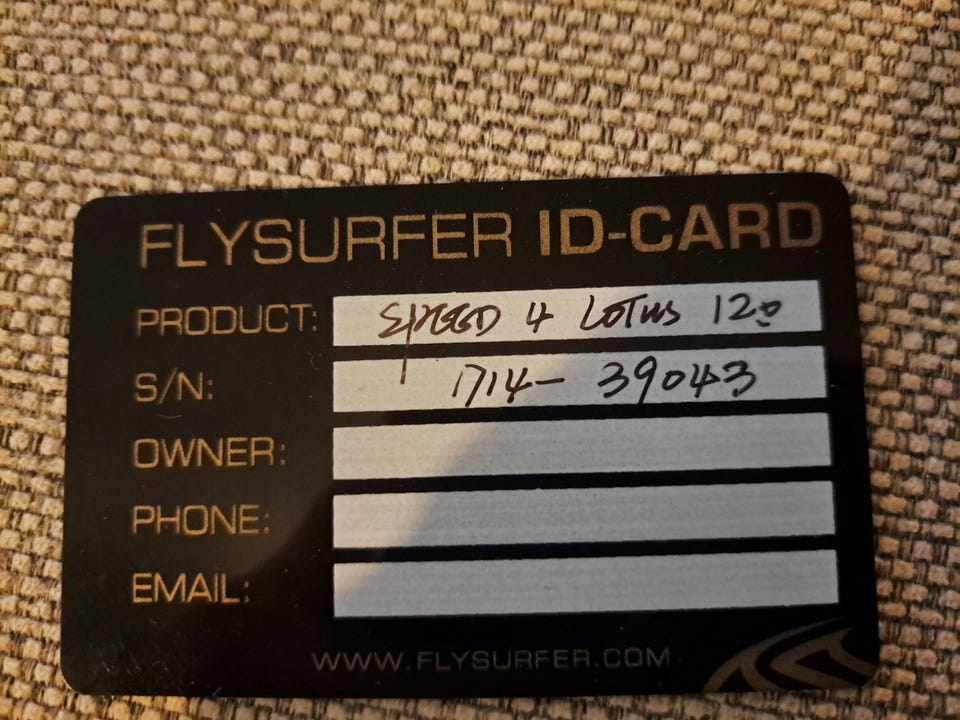 FLYSURFER ID-CARD
PRODUCT: SPEED 4 LOTUS 12.0
S/N: 1714-39043
OWNER:
PHONE:
EMAIL:
WWW.FLYSURFER.COM